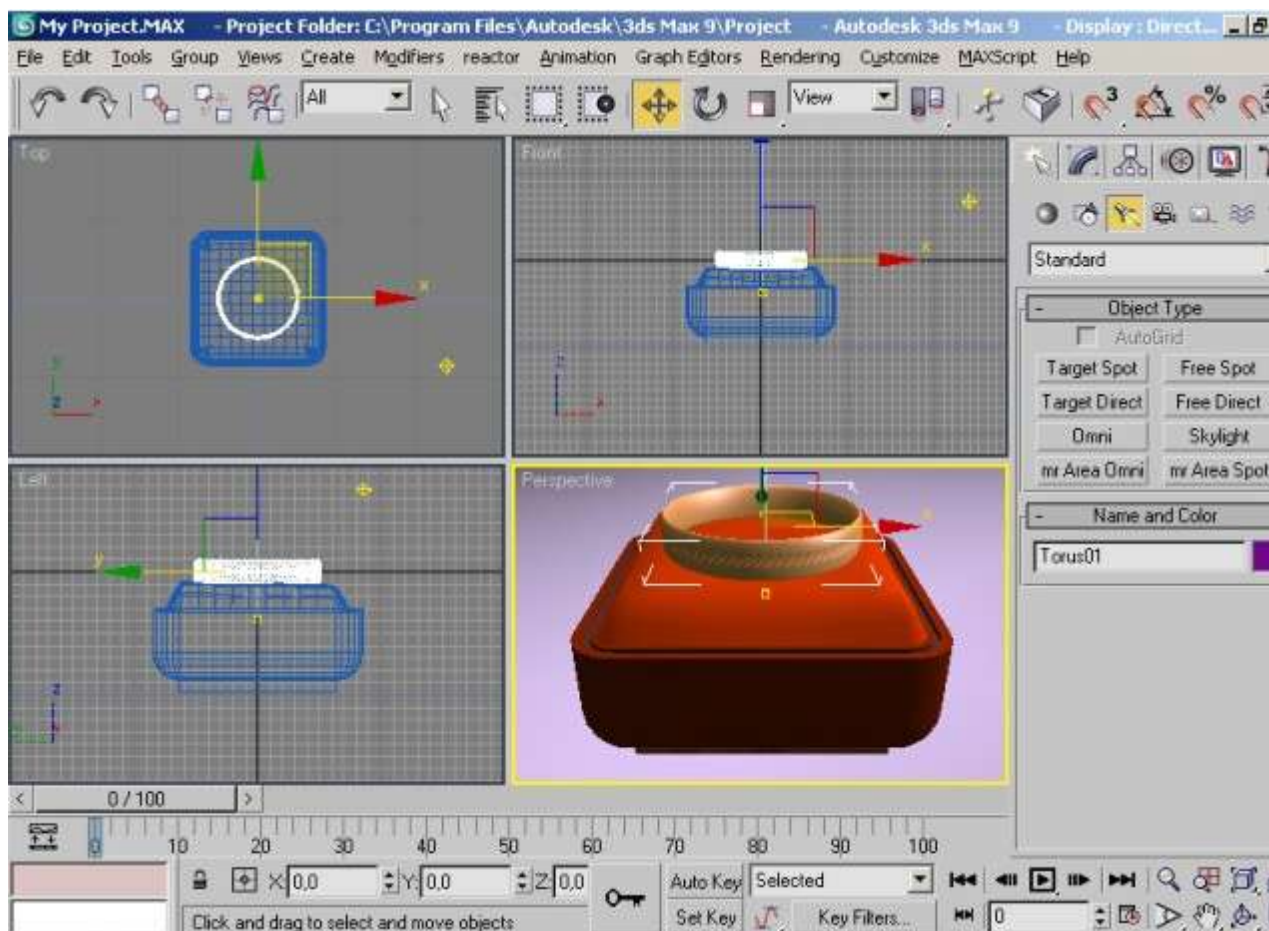 My Project.MAX - Project Folder: C:\Program Files\Autodesk\3ds Max 9\Project - Autodesk 3ds Max 9 - Display : Direct...
File Edit Tools Group Views Create Modifiers reactor Animation Graph Editors Rendering Customize MAXScript Help
All View 3 %
Top Front
Standard
- Object Type
AutoGrid
Target Spot Free Spot
Target Direct Free Direct
Omni Skylight
mr Area Omni mr Area Spot
Left Perspective
- Name and Color
Torus01
x
y
z
0 / 100
0 10 20 30 40 50 60 70 80 90 100
X: 0,0 Y: 0,0 Z: 0,0 Auto Key Selected
Click and drag to select and move objects Set Key Key Filters... 0